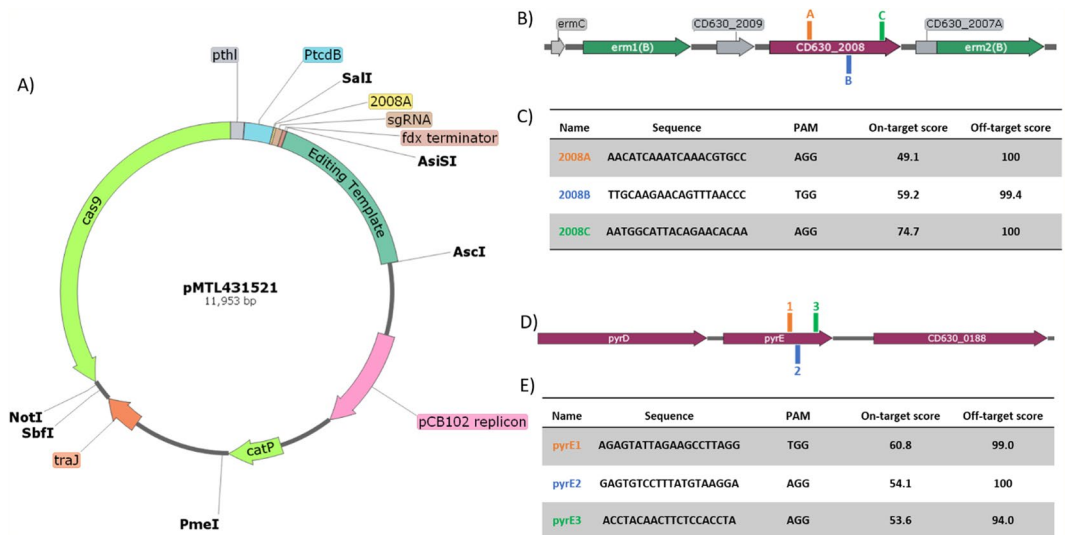 A)
pthl
PtcdB
SalI
2008A
sgRNA
fdx terminator
AsiSI
Editing Template
AscI
cas9
pMTL431521
11,953 bp
pCB102 replicon
catP
PmeI
traJ
SbfI
NotI
B)
ermC
CD630_2009
A
C
CD630_2007A
erm1(B)
CD630_2008
erm2(B)
B
C)
Name Sequence PAM On-target score Off-target score
2008A AACATCAAATCAAACGTGCC AGG 49.1 100
2008B TTGCAAGAACAGTTTAACCC TGG 59.2 99.4
2008C AATGGCATTACAGAACACAA AGG 74.7 100
D)
1
3
pyrD
pyrE
CD630_0188
2
E)
Name Sequence PAM On-target score Off-target score
pyrE1 AGAGTATTAGAAGCCTTAGG TGG 60.8 99.0
pyrE2 GAGTGTCCTTTATGTAAGGA AGG 54.1 100
pyrE3 ACCTACAACTTCTCCACCTA AGG 53.6 94.0